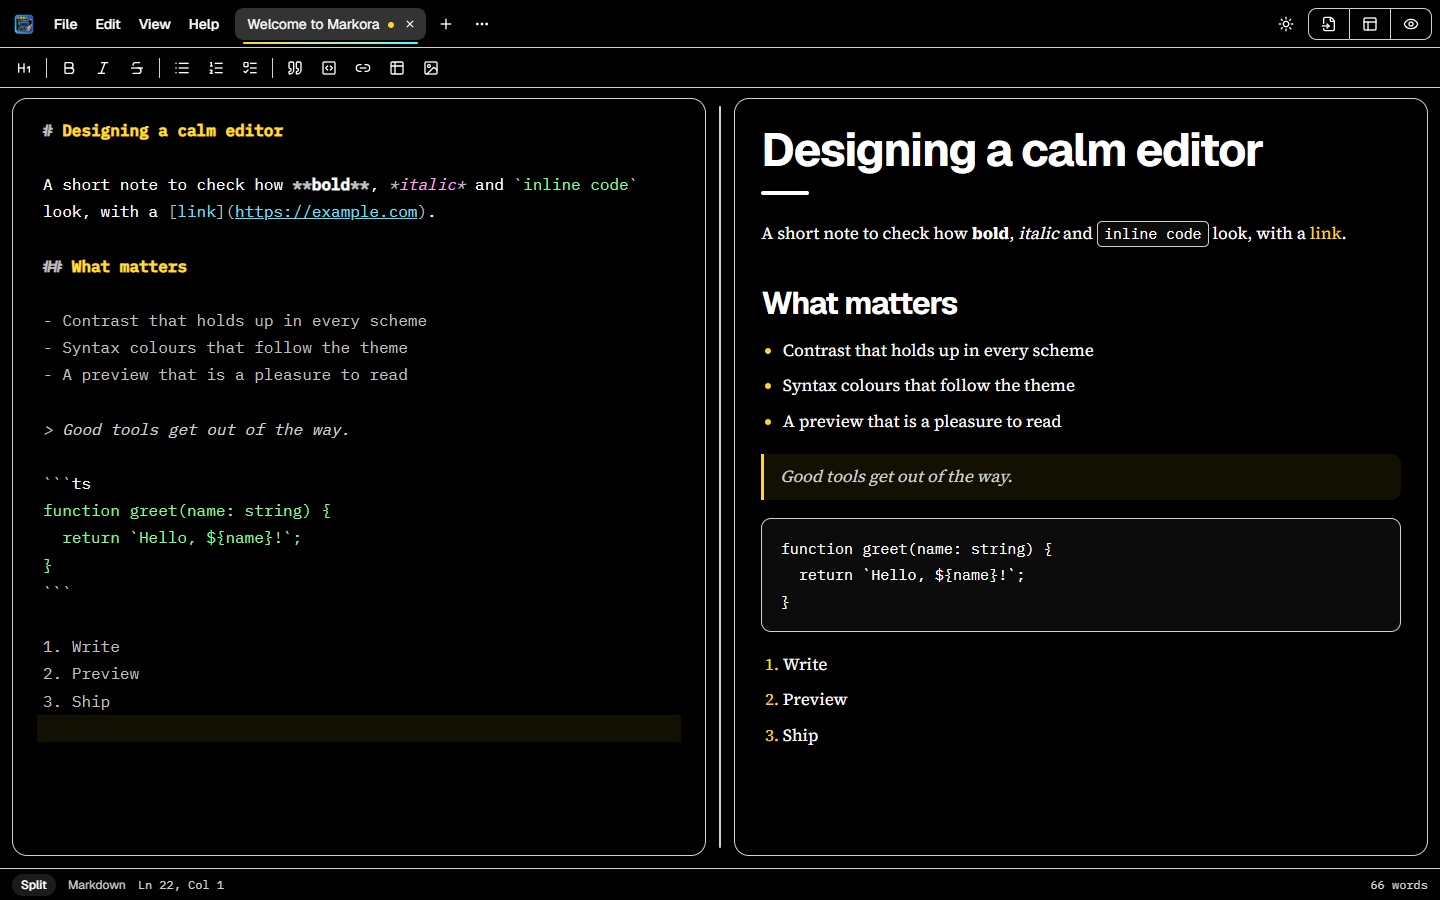 File Edit View Help Welcome to Markora
H1
# Designing a calm editor
A short note to check how **bold**, *italic* and `inline code`
look, with a [link](https://example.com).
## What matters
- Contrast that holds up in every scheme
- Syntax colours that follow the theme
- A preview that is a pleasure to read
> Good tools get out of the way.
```ts
function greet(name: string) {
  return `Hello, ${name}!`;
}
```
1. Write
2. Preview
3. Ship
Designing a calm editor
A short note to check how bold, italic and inline code look, with a link.
What matters
• Contrast that holds up in every scheme
• Syntax colours that follow the theme
• A preview that is a pleasure to read
Good tools get out of the way.
function greet(name: string) {
  return `Hello, ${name}!`;
}
1. Write
2. Preview
3. Ship
Split Markdown Ln 22, Col 1 66 words